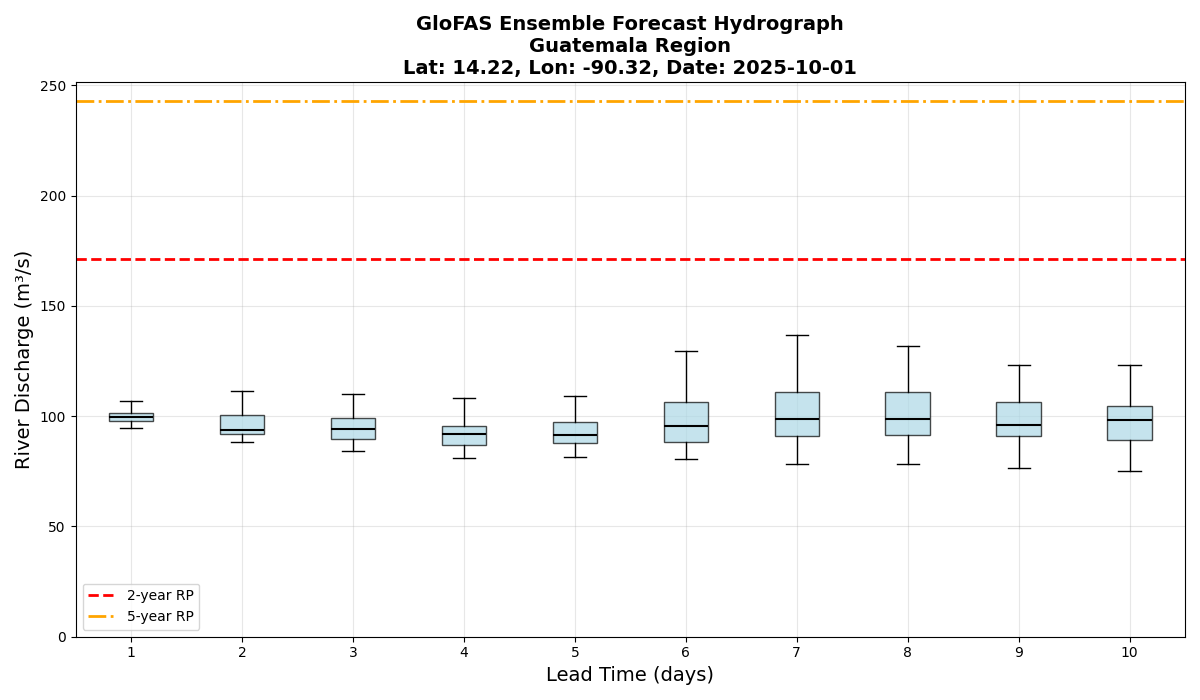 GloFAS Ensemble Forecast Hydrograph
Guatemala Region
Lat: 14.22, Lon: -90.32, Date: 2025-10-01
River Discharge (m³/s)
250
200
150
100
50
0
2-year RP
5-year RP
1 2 3 4 5 6 7 8 9 10
Lead Time (days)